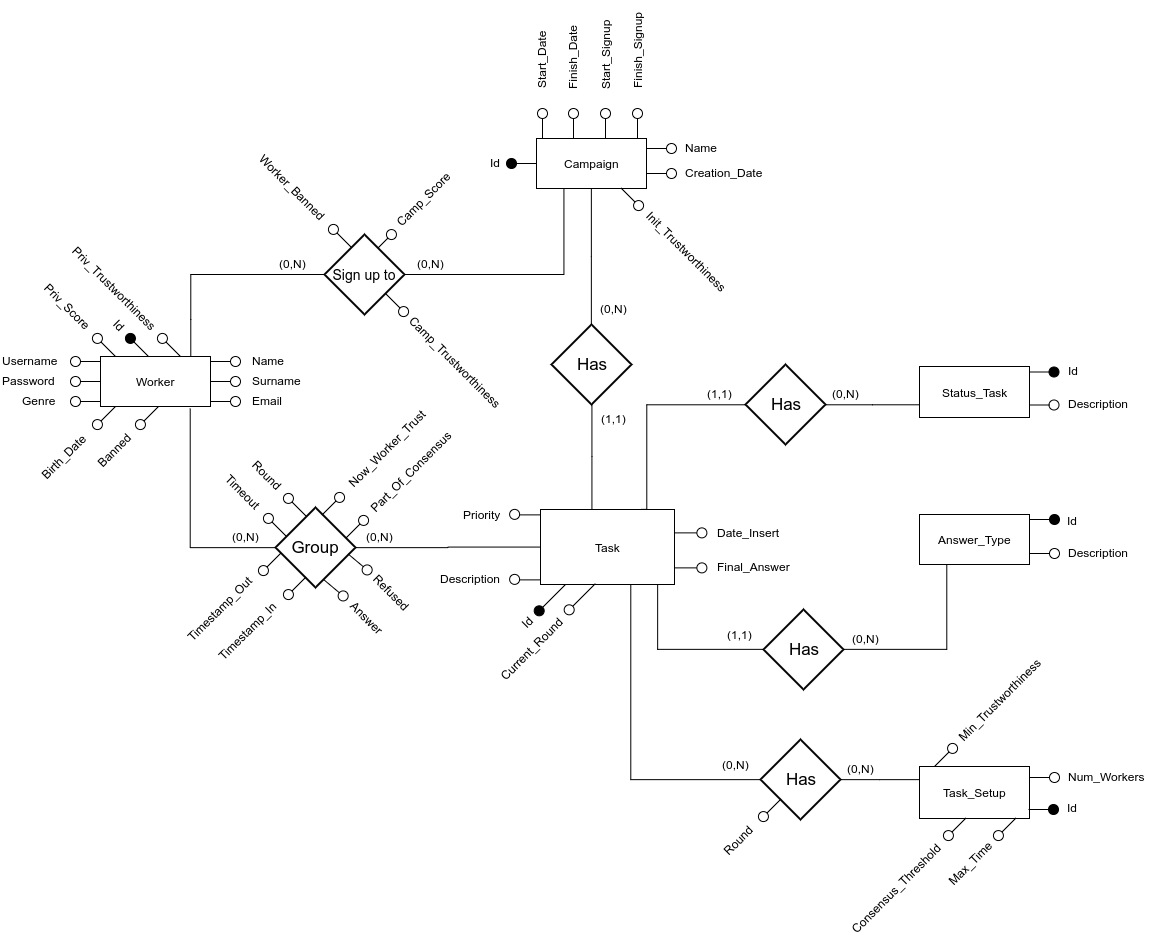 Start_Date
Finish_Date
Start_Signup
Finish_Signup
Id
Campaign
Name
Creation_Date
Init_Trustworthiness
Worker_Banned
Camp_Score
(0,N)
Sign up to
(0,N)
Camp_Trustworthiness
(0,N)
Has
(1,1)
Priv_Trustworthiness
Id
Priv_Score
Username
Password
Genre
Worker
Name
Surname
Email
Birth_Date
Banned
(1,1)
Has
(0,N)
Status_Task
Id
Description
Now_Worker_Trust
Part_Of_Consensus
Round
Timeout
(0,N)
Group
(0,N)
Timestamp_Out
Timestamp_In
Answer
Refused
Priority
Description
Task
Date_Insert
Final_Answer
Id
Current_Round
Answer_Type
Id
Description
(1,1)
Has
(0,N)
(0,N)
Has
(0,N)
Round
Min_Trustworthiness
Task_Setup
Num_Workers
Id
Consensus_Threshold
Max_Time